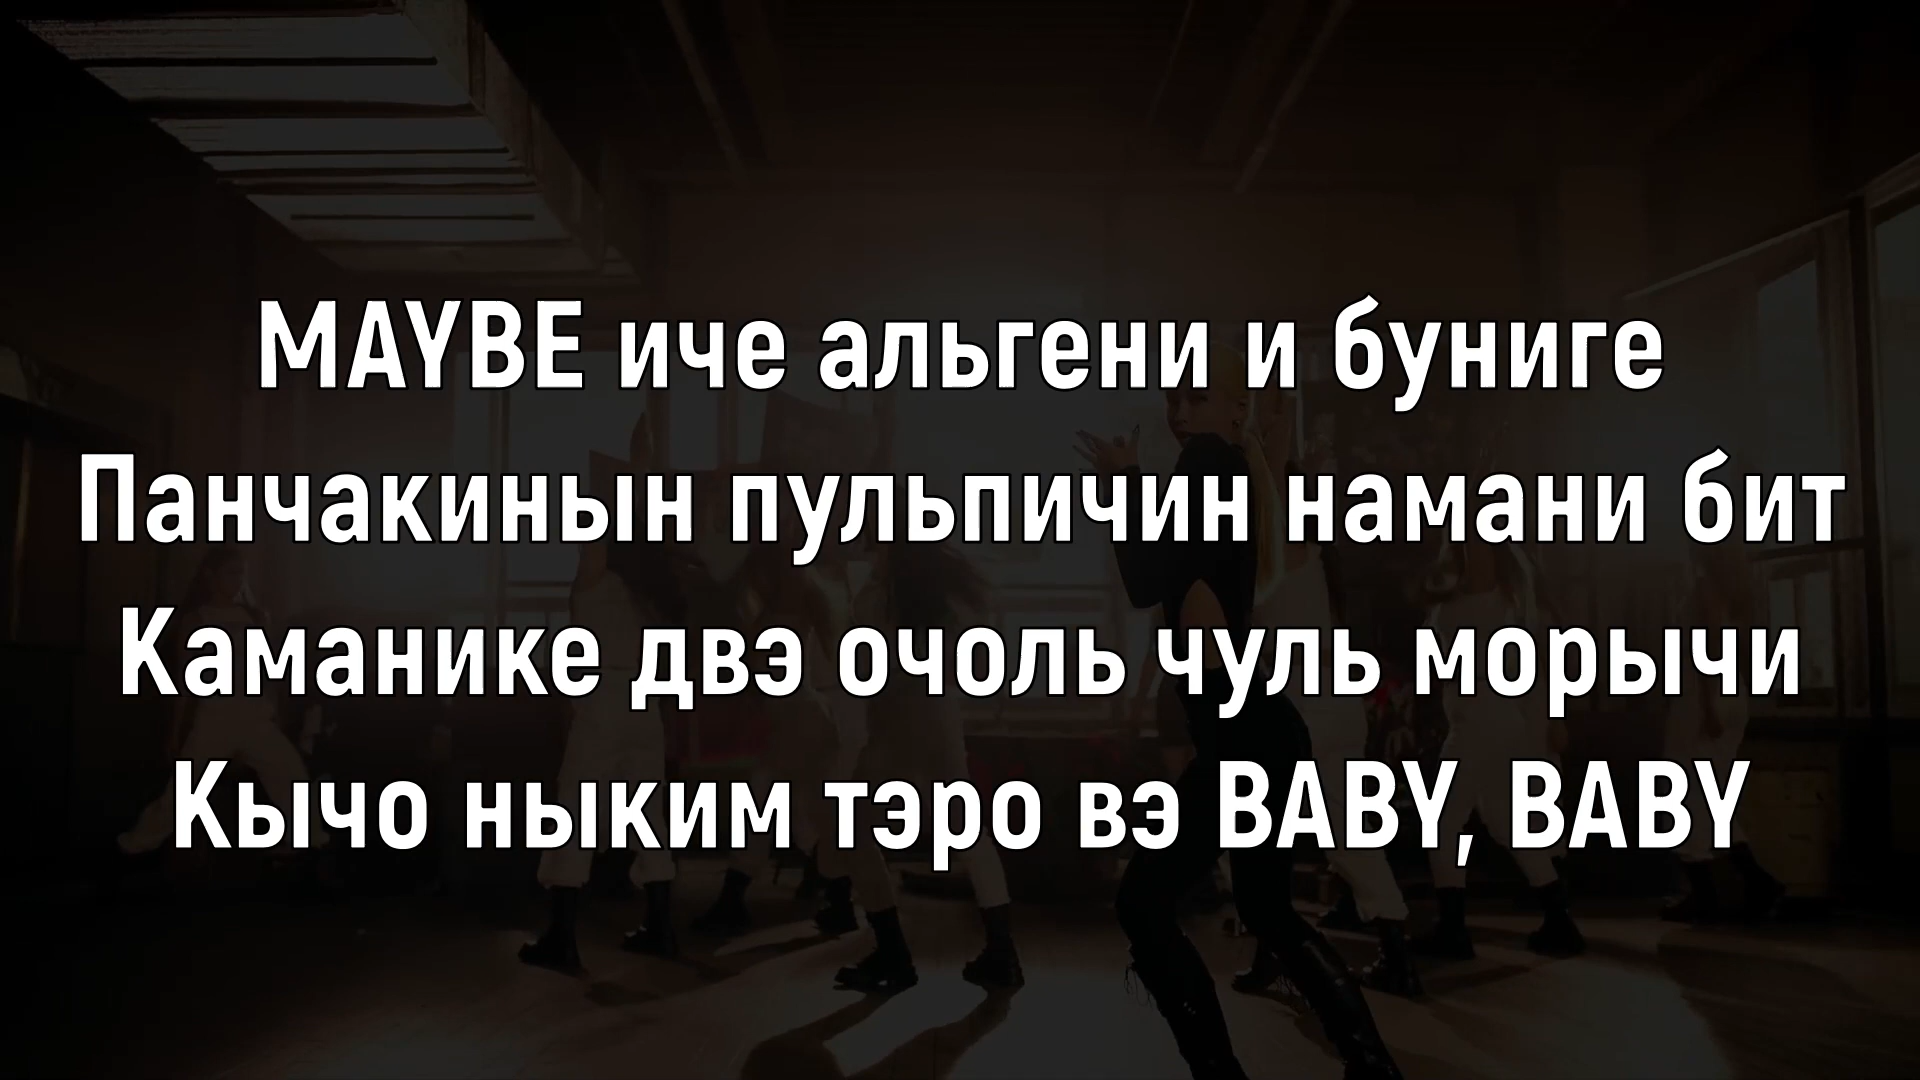 MAYBE иче альгени и буниге
Панчакинын пульпичин намани бит
Каманике двэ очоль чуль морычи
Кычо ныким тэро вэ BABY, BABY